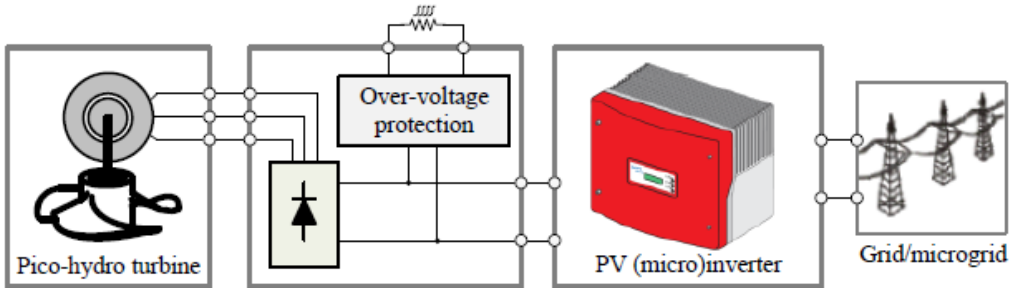 Over-voltage
protection
Pico-hydro turbine
PV (micro)inverter
Grid/microgrid